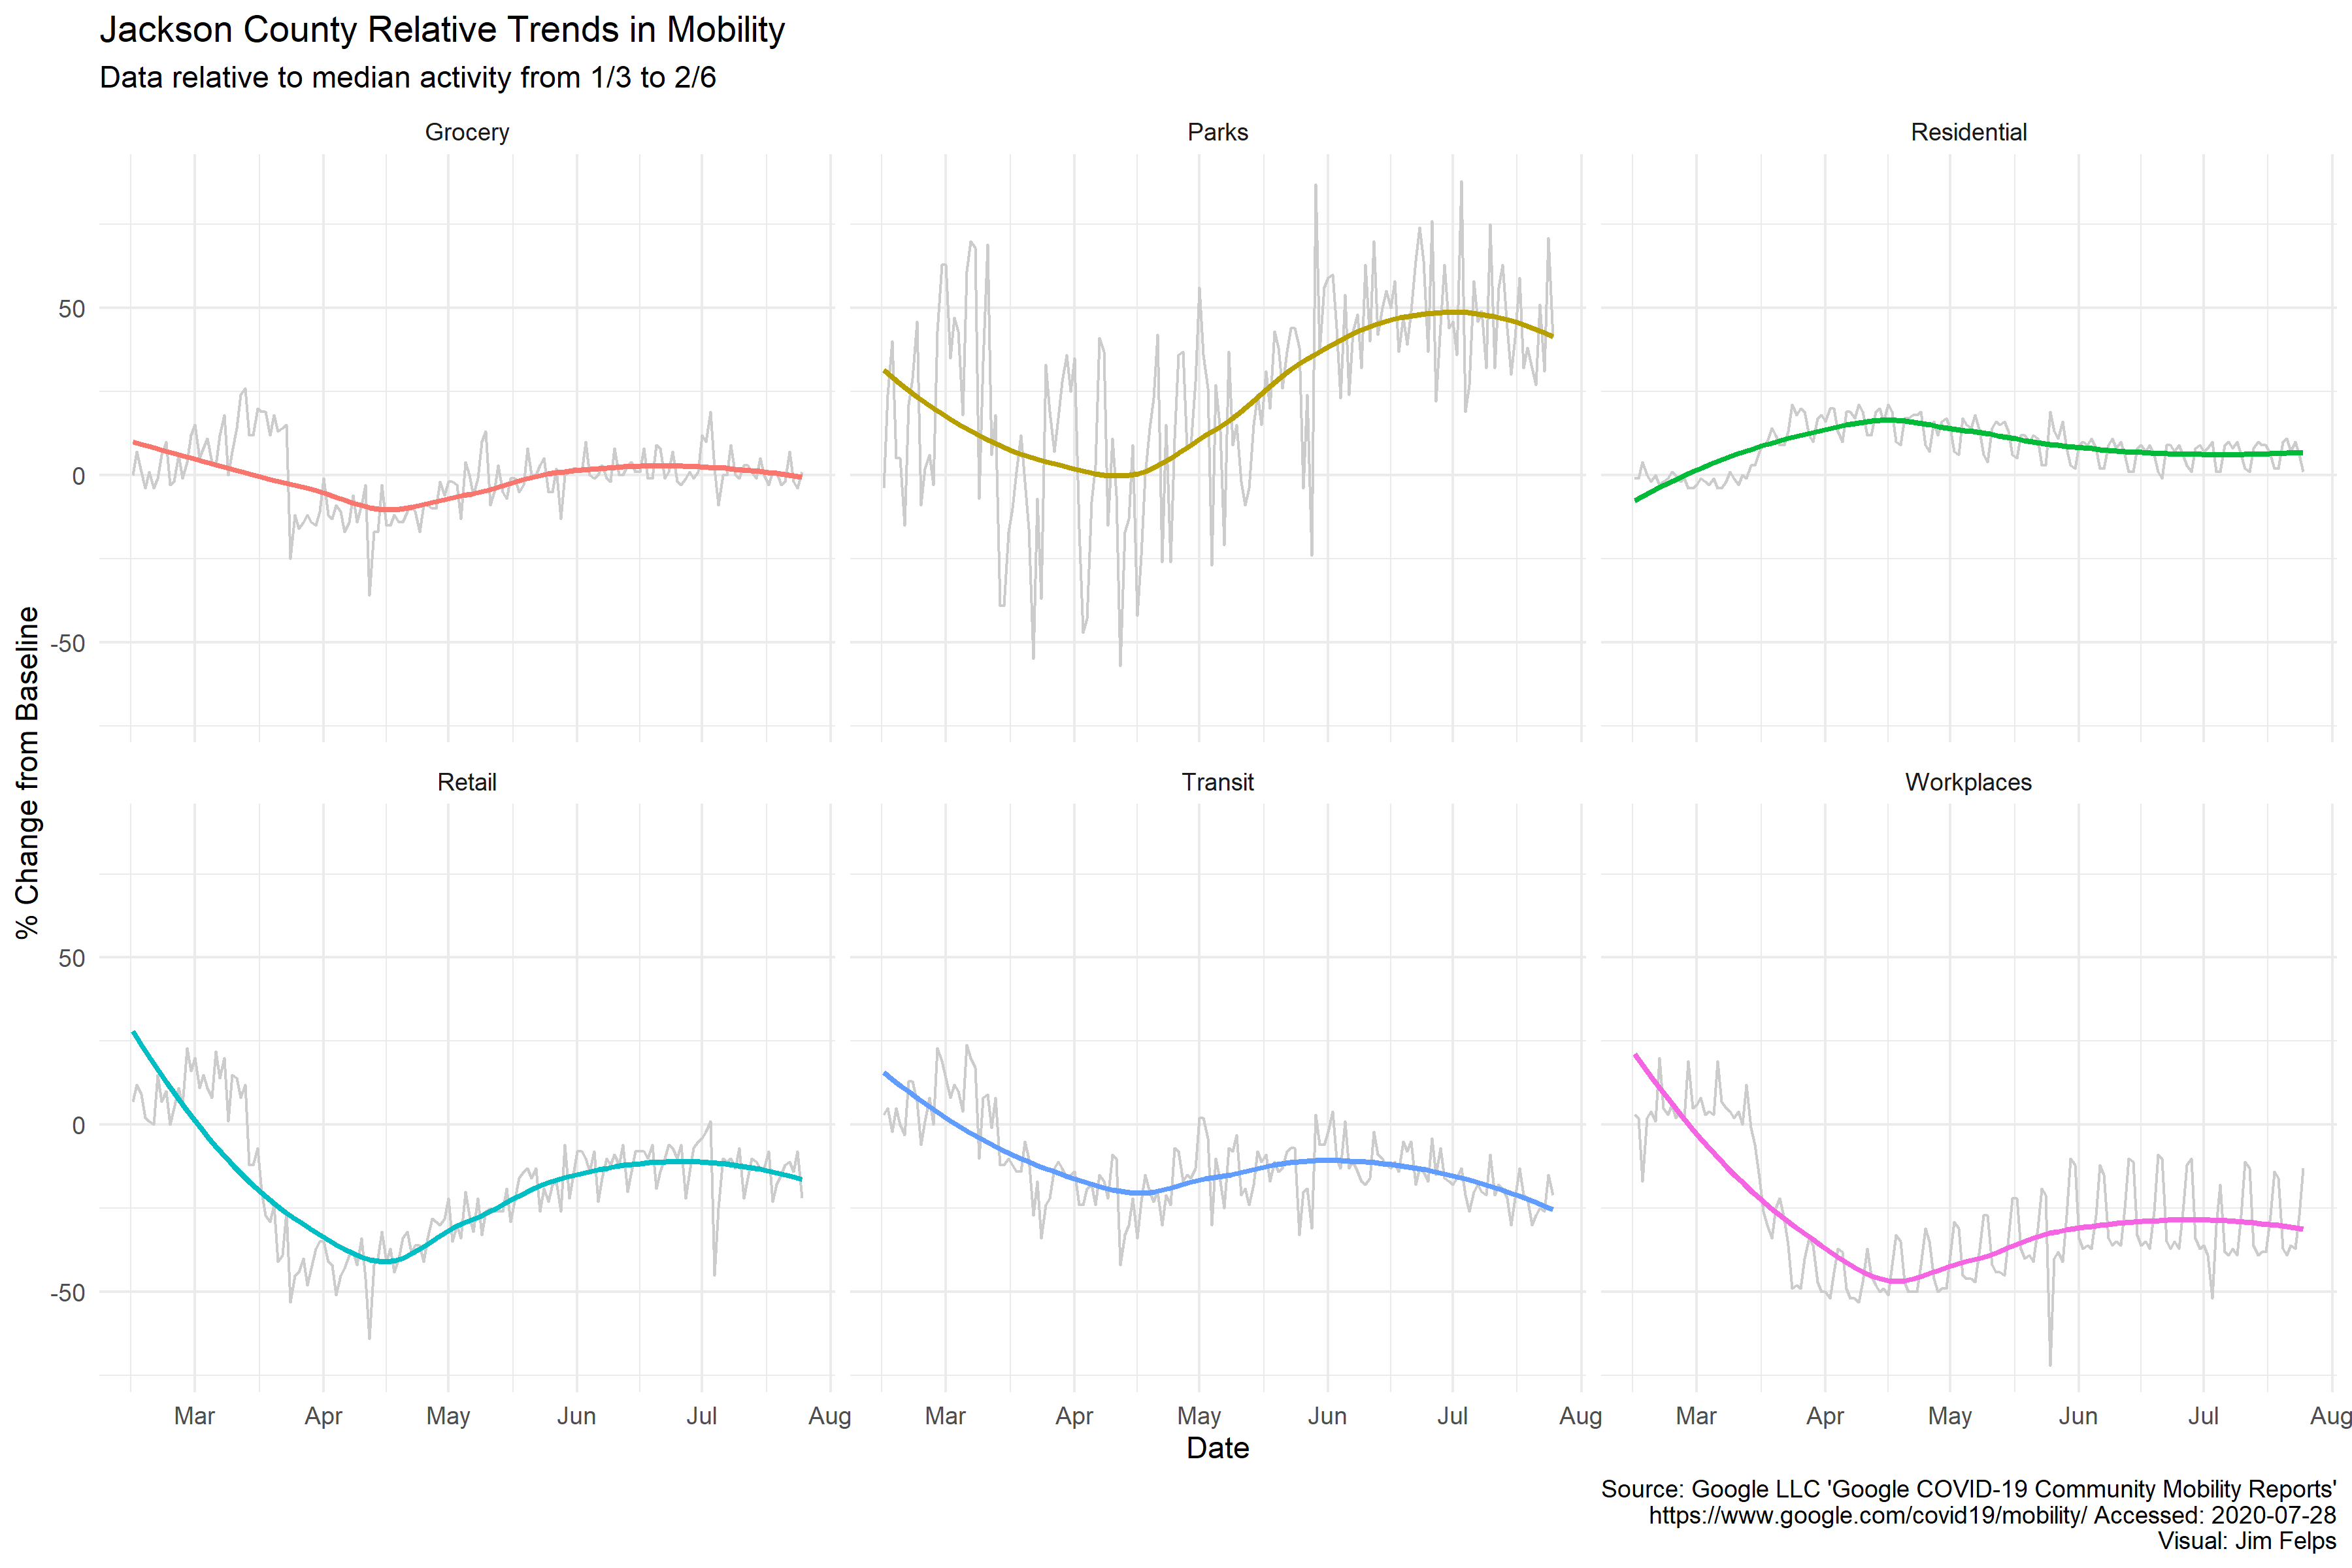 Jackson County Relative Trends in Mobility
Data relative to median activity from 1/3 to 2/6
Grocery
Parks
Residential
50
0
-50
% Change from Baseline
Retail
Transit
Workplaces
50
0
-50
Mar Apr May Jun Jul Aug
Mar Apr May Jun Jul Aug
Mar Apr May Jun Jul Aug
Date
Source: Google LLC 'Google COVID-19 Community Mobility Reports'
https://www.google.com/covid19/mobility/ Accessed: 2020-07-28
Visual: Jim Felps